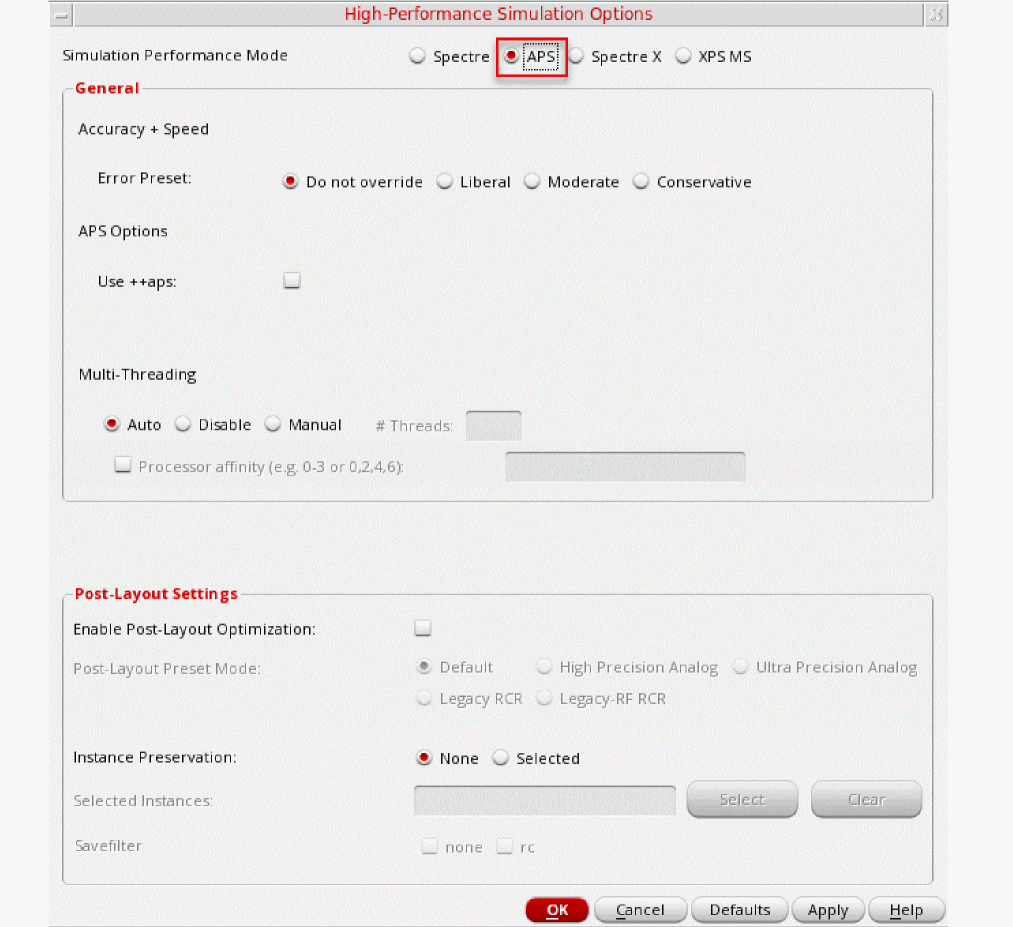 High-Performance Simulation Options
Simulation Performance Mode Spectre APS Spectre X XPS MS
General
Accuracy + Speed
Error Preset: Do not override Liberal Moderate Conservative
APS Options
Use ++aps:
Multi-Threading
Auto Disable Manual # Threads:
Processor affinity (e.g. 0-3 or 0,2,4,6):
Post-Layout Settings
Enable Post-Layout Optimization:
Post-Layout Preset Mode: Default High Precision Analog Ultra Precision Analog
Legacy RCR Legacy-RF RCR
Instance Preservation: None Selected
Selected Instances: Select Clear
Savefilter none rc
OK Cancel Defaults Apply Help